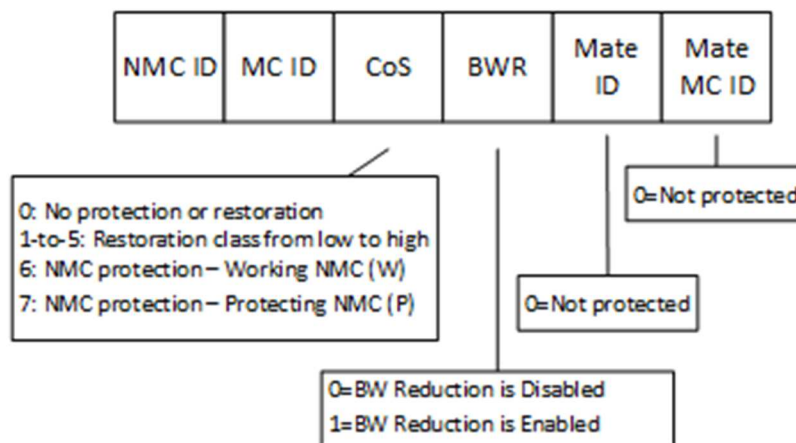 NMC ID MC ID CoS BWR Mate ID Mate MC ID
0: No protection or restoration
1-to-5: Restoration class from low to high
6: NMC protection – Working NMC (W)
7: NMC protection – Protecting NMC (P)
0=Not protected
0=Not protected
0=BW Reduction is Disabled
1=BW Reduction is Enabled